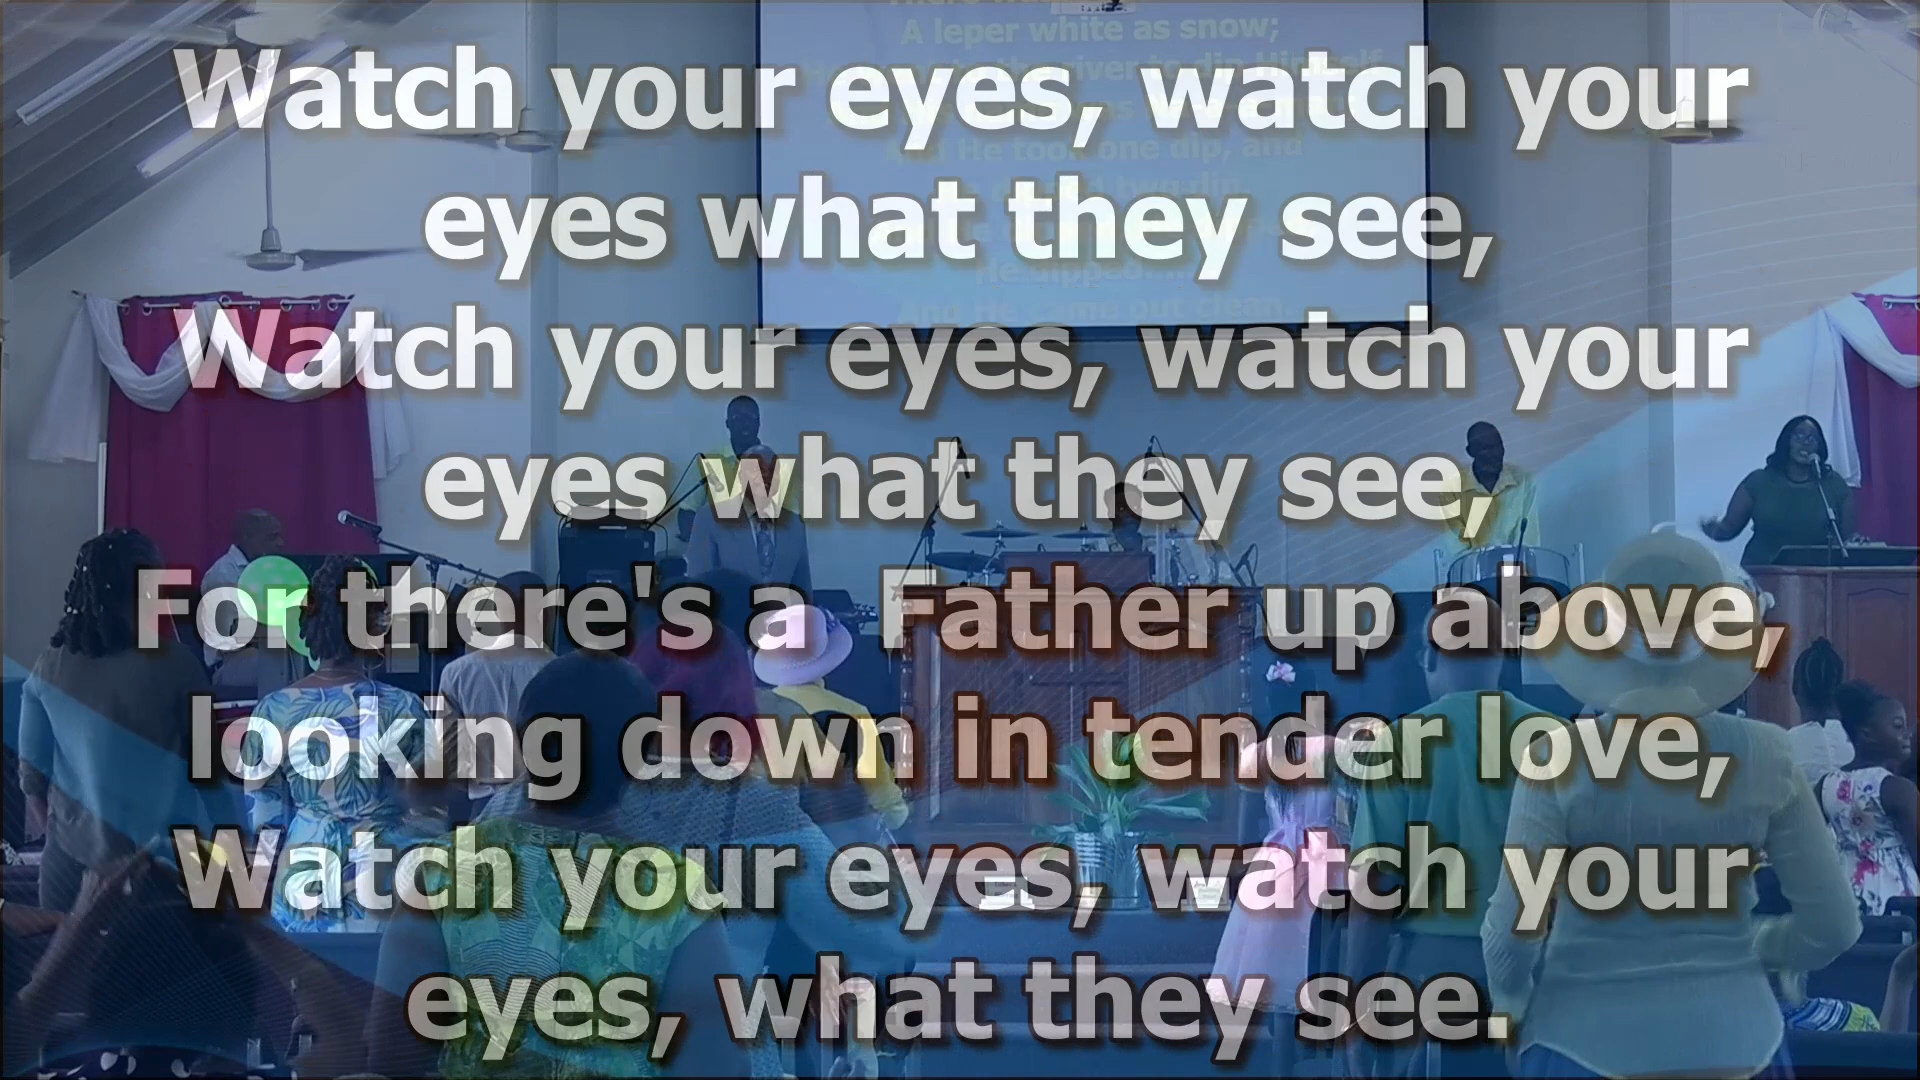 A leper white as snow;
Watch your eyes, watch your
And He took one dip, and
eyes what they see,
He dipped....
And He came out clean.
Watch your eyes, watch your
eyes what they see,
For there's a Father up above,
looking down in tender love,
Watch your eyes, watch your
eyes, what they see.